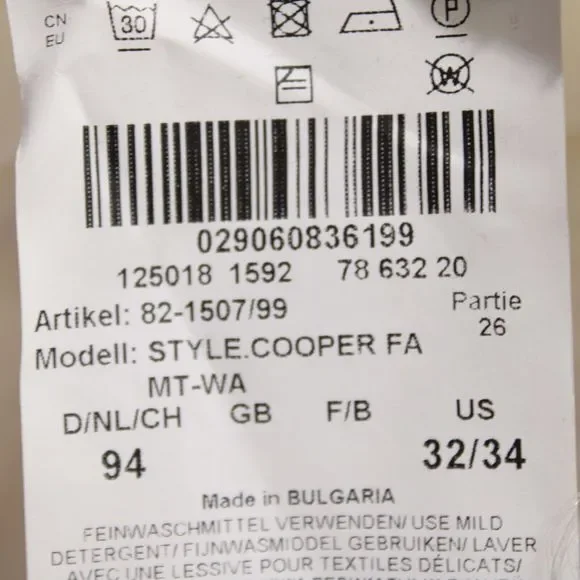 CN
EU
30
P
W
029060836199
125018 1592 78 632 20
Artikel: 82-1507/99 Partie
26
Modell: STYLE.COOPER FA
MT-WA
D/NL/CH GB F/B US
94 32/34
Made in BULGARIA
FEINWASCHMITTEL VERWENDEN/ USE MILD
DETERGENT/ FIJNWASMIDDEL GEBRUIKEN/ LAVER
AVEC UNE LESSIVE POUR TEXTILES DÉLICATS/